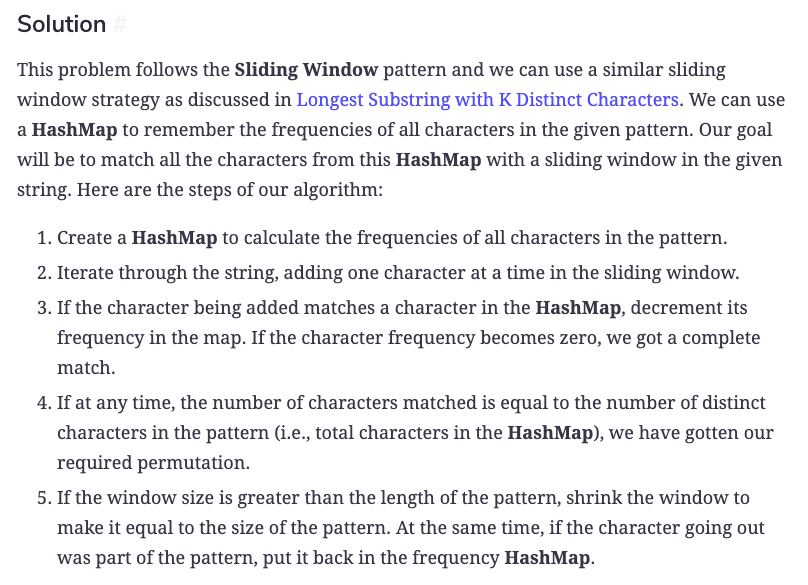 Solution #
This problem follows the Sliding Window pattern and we can use a similar sliding
window strategy as discussed in Longest Substring with K Distinct Characters. We can use
a HashMap to remember the frequencies of all characters in the given pattern. Our goal
will be to match all the characters from this HashMap with a sliding window in the given
string. Here are the steps of our algorithm:
1. Create a HashMap to calculate the frequencies of all characters in the pattern.
2. Iterate through the string, adding one character at a time in the sliding window.
3. If the character being added matches a character in the HashMap, decrement its
frequency in the map. If the character frequency becomes zero, we got a complete
match.
4. If at any time, the number of characters matched is equal to the number of distinct
characters in the pattern (i.e., total characters in the HashMap), we have gotten our
required permutation.
5. If the window size is greater than the length of the pattern, shrink the window to
make it equal to the size of the pattern. At the same time, if the character going out
was part of the pattern, put it back in the frequency HashMap.